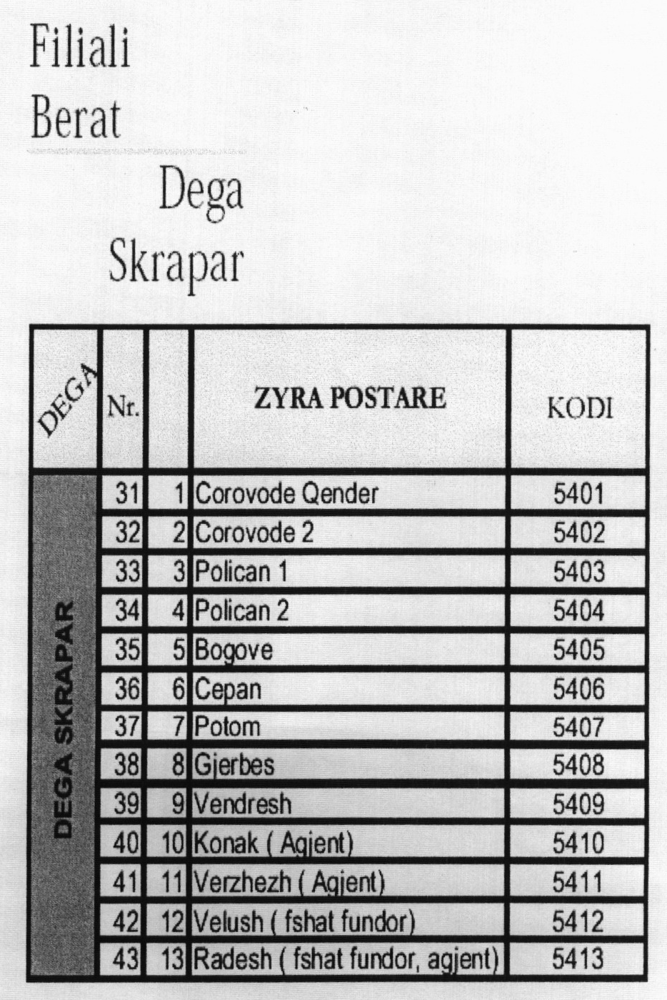 Filiali
Berat
Dega
Skrapar
DEGA Nr. ZYRA POSTARE KODI
DEGA SKRAPAR
31 1 Corovode Qender 5401
32 2 Corovode 2 5402
33 3 Polican 1 5403
34 4 Polican 2 5404
35 5 Bogove 5405
36 6 Cepan 5406
37 7 Potom 5407
38 8 Gjerbes 5408
39 9 Vendresh 5409
40 10 Konak ( Agjent) 5410
41 11 Verzhezh ( Agjent) 5411
42 12 Velush ( fshat fundor) 5412
43 13 Radesh ( fshat fundor, agjent) 5413